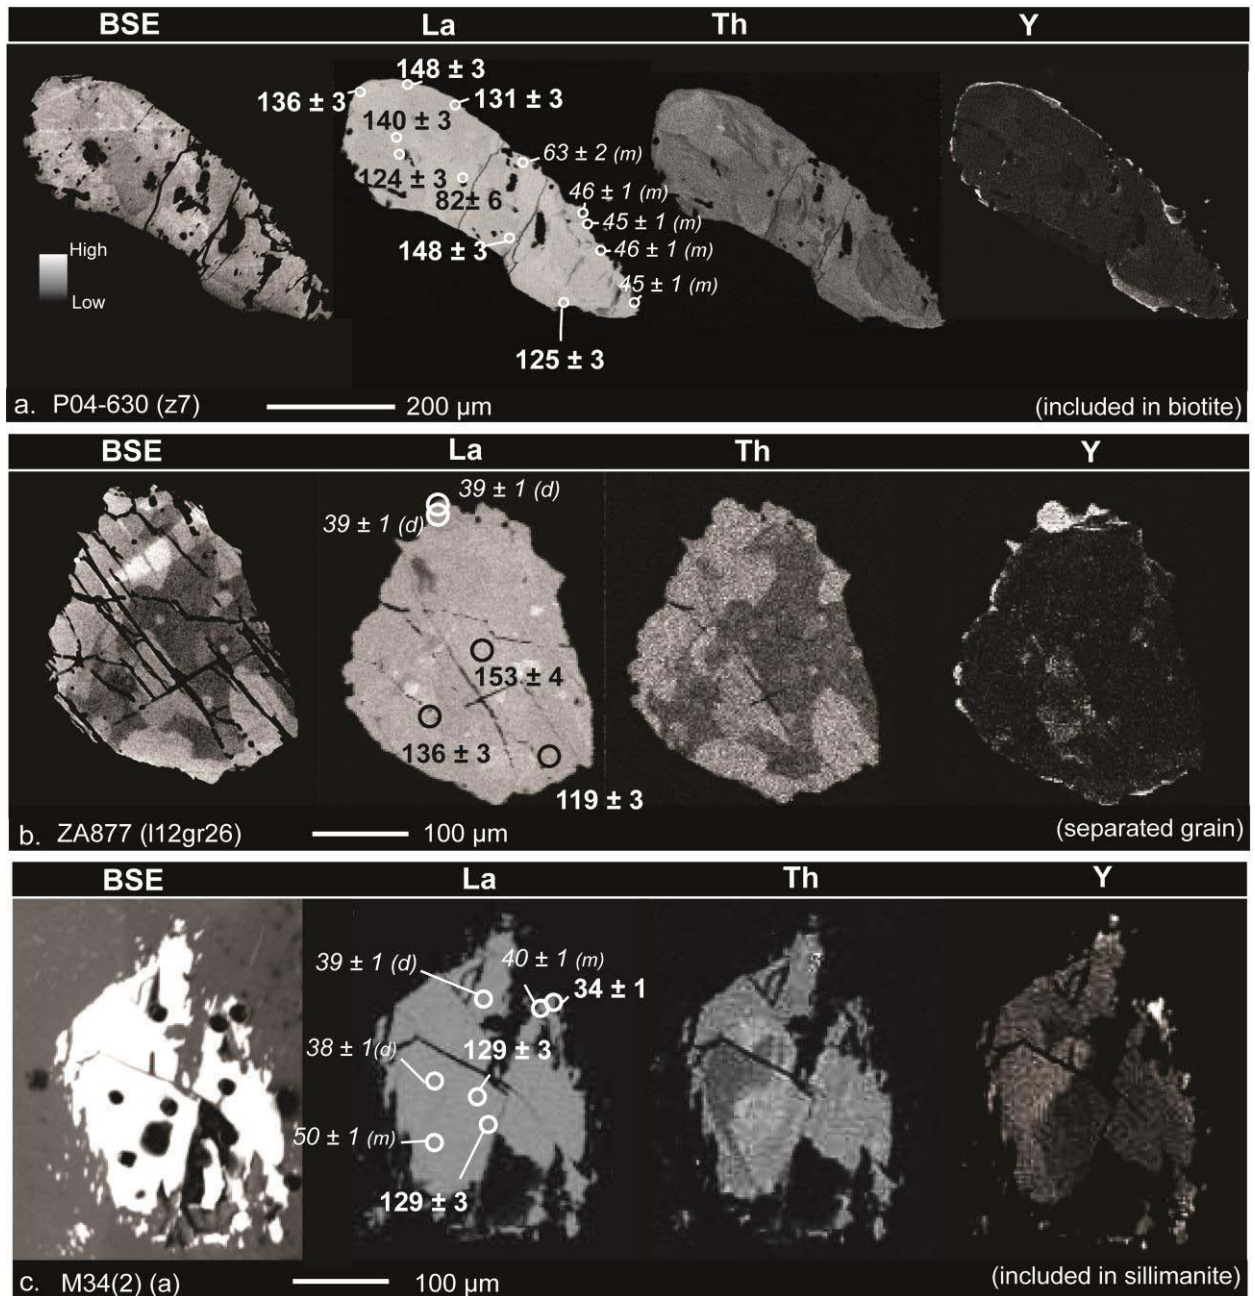 BSE La Th Y
148 ± 3
136 ± 3
131 ± 3
140 ± 3
63 ± 2 (m)
124 ± 3
82± 6
46 ± 1 (m)
45 ± 1 (m)
148 ± 3
46 ± 1 (m)
High
Low
45 ± 1 (m)
125 ± 3
a. P04-630 (z7) 200 µm (included in biotite)
BSE La Th Y
39 ± 1 (d)
39 ± 1 (d)
153 ± 4
136 ± 3
119 ± 3
b. ZA877 (l12gr26) 100 µm (separated grain)
BSE La Th Y
39 ± 1 (d)
40 ± 1 (m)
34 ± 1
38 ± 1(d)
129 ± 3
50 ± 1 (m)
129 ± 3
c. M34(2) (a) 100 µm (included in sillimanite)